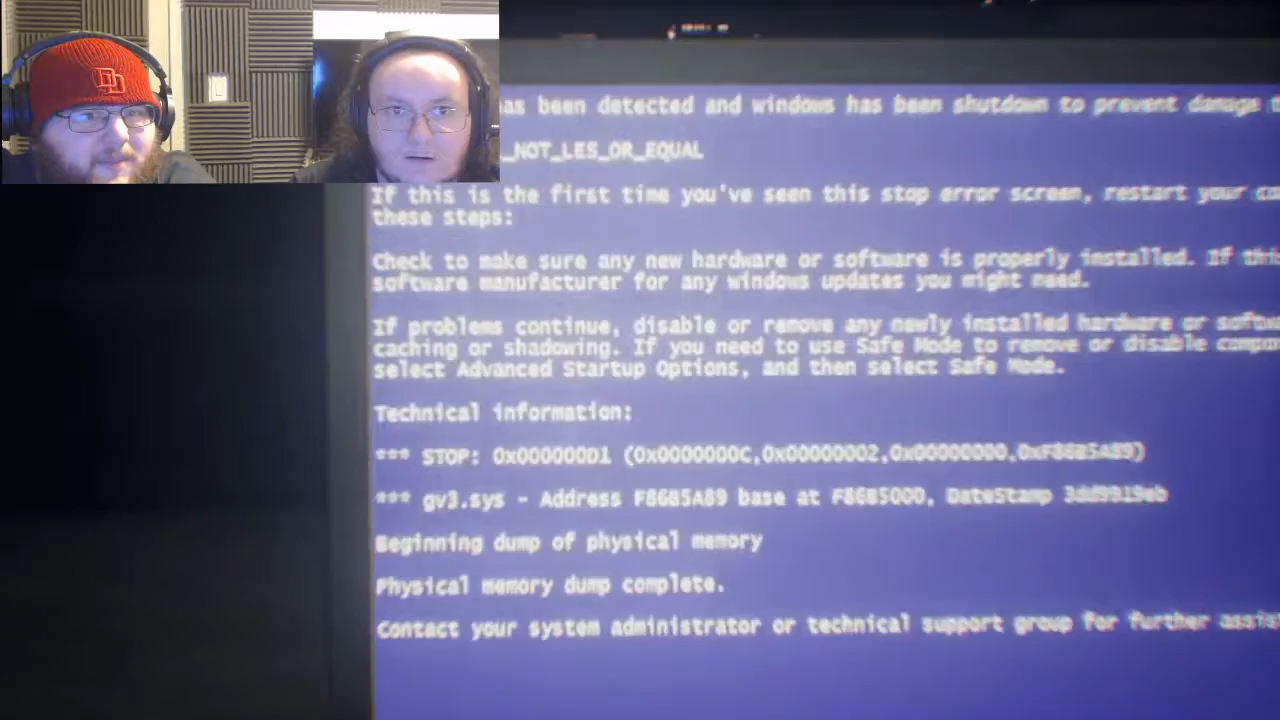 as been detected and windows has been shutdown to prevent damage
_NOT_LES_OR_EQUAL
If this is the first time you've seen this stop error screen, restart your co
these steps:
Check to make sure any new hardware or software is properly installed. If this
software manufacturer for any windows updates you might need.
If problems continue, disable or remove any newly installed hardware or softw
caching or shadowing. If you need to use Safe Mode to remove or disable compon
select Advanced Startup Options, and then select Safe Mode.
Technical information:
*** STOP: 0x000000D1 (0x0000000C,0x00000002,0x00000000,0xF86B5A89)
*** gv3.sys - Address F86B5A89 base at F86B5000, DateStamp 3dd9919eb
Beginning dump of physical memory
Physical memory dump complete.
Contact your system administrator or technical support group for further assis